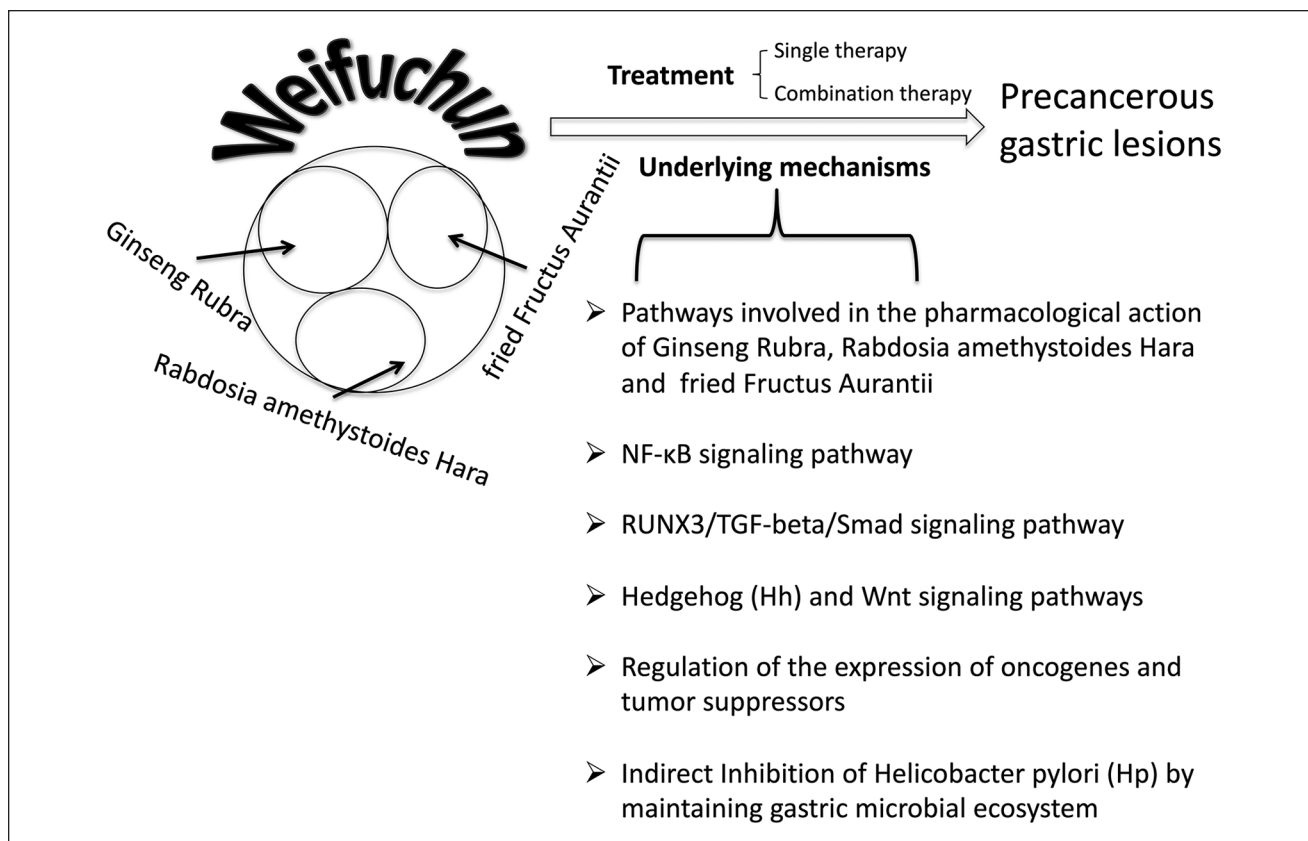 Weifuchun
Ginseng Rubra
Rabdosia amethystoides Hara
fried Fructus Aurantii
Treatment
Single therapy
Combination therapy
Precancerous
gastric lesions
Underlying mechanisms
➢ Pathways involved in the pharmacological action
of Ginseng Rubra, Rabdosia amethystoides Hara
and fried Fructus Aurantii
➢ NF-κB signaling pathway
➢ RUNX3/TGF-beta/Smad signaling pathway
➢ Hedgehog (Hh) and Wnt signaling pathways
➢ Regulation of the expression of oncogenes and
tumor suppressors
➢ Indirect Inhibition of Helicobacter pylori (Hp) by
maintaining gastric microbial ecosystem